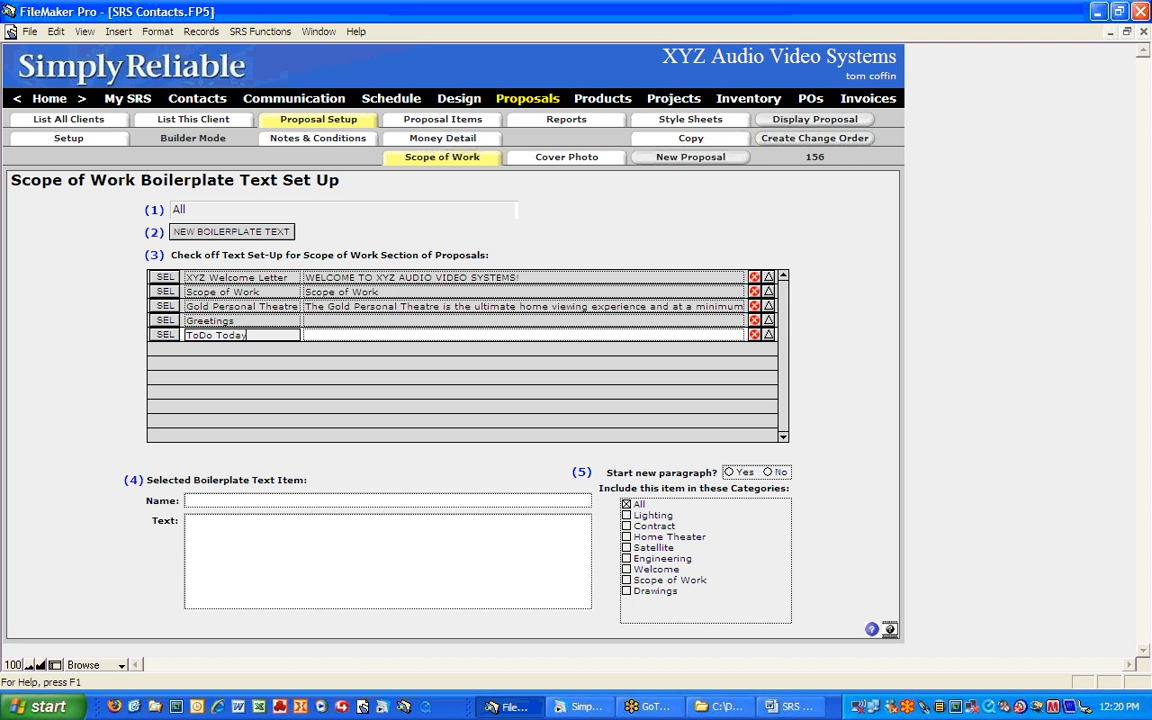 FileMaker Pro - [SRS Contacts.FP5]
File Edit View Insert Format Records SRS Functions Window Help
SimplyReliable
XYZ Audio Video Systems
tom coffin
< Home > My SRS Contacts Communication Schedule Design Proposals Products Projects Inventory POs Invoices
List All Clients List This Client Proposal Setup Proposal Items Reports Style Sheets Display Proposal
Setup Builder Mode Notes & Conditions Money Detail Copy Create Change Order
Scope of Work Cover Photo New Proposal 156
Scope of Work Boilerplate Text Set Up
(1) All
(2) NEW BOILERPLATE TEXT
(3) Check off Text Set-Up for Scope of Work Section of Proposals:
SEL XYZ Welcome Letter WELCOME TO XYZ AUDIO VIDEO SYSTEMS!
SEL Scope of Work Scope of Work
SEL Gold Personal Theatre The Gold Personal Theatre is the ultimate home viewing experience and at a minimum
SEL Greetings
SEL ToDo Today
(4) Selected Boilerplate Text Item:
Name:
Text:
(5) Start new paragraph? Yes No
Include this item in these Categories:
All
Lighting
Contract
Home Theater
Satellite
Engineering
Welcome
Scope of Work
Drawings
100 Browse
For Help, press F1
start File... Simp... GoT... C:\D... SRS ... 12:20 PM